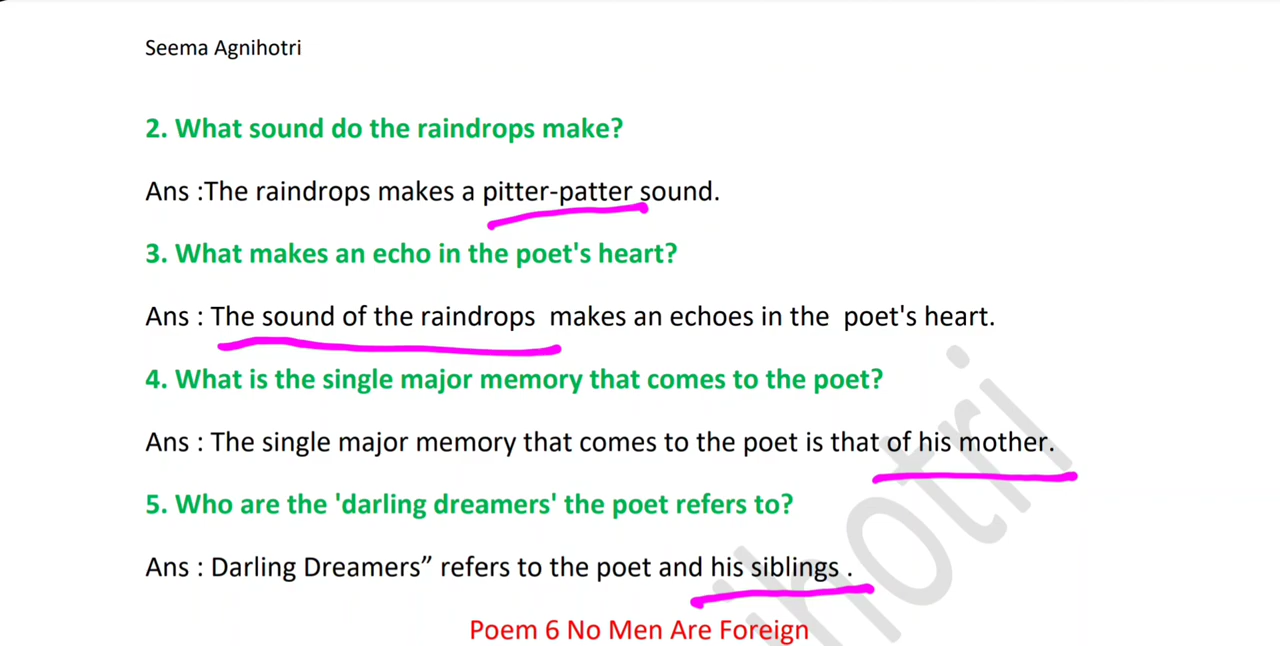 Seema Agnihotri
2. What sound do the raindrops make?
Ans :The raindrops makes a pitter-patter sound.
3. What makes an echo in the poet's heart?
Ans : The sound of the raindrops  makes an echoes in the  poet's heart.
4. What is the single major memory that comes to the poet?
Ans : The single major memory that comes to the poet is that of his mother.
5. Who are the 'darling dreamers' the poet refers to?
Ans : Darling Dreamers” refers to the poet and his siblings .
Poem 6 No Men Are Foreign
ihotri